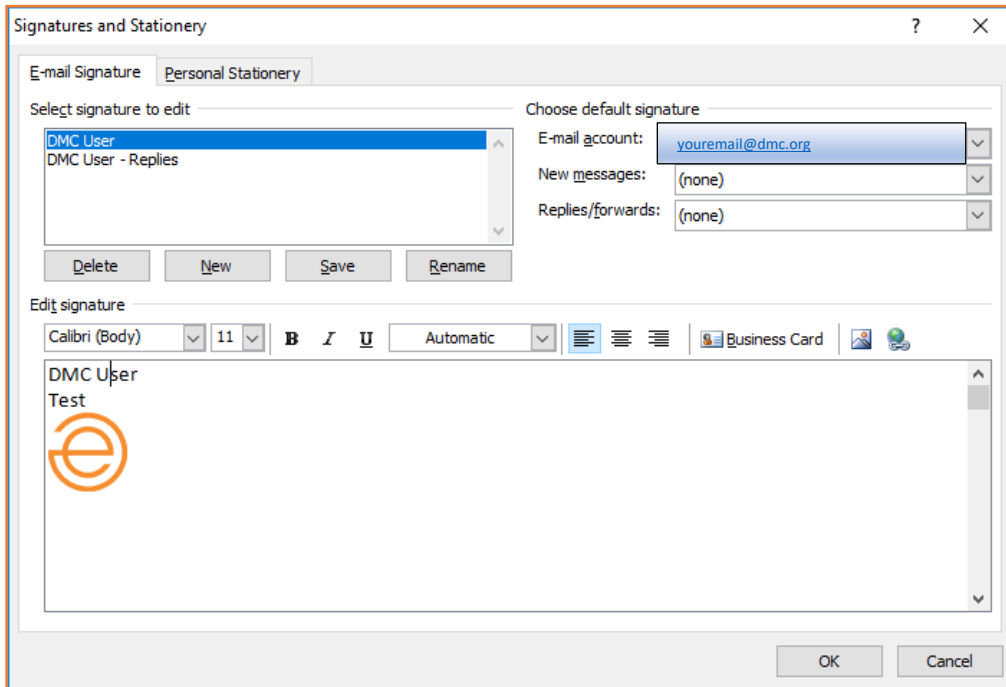 Signatures and Stationery ?
E-mail Signature Personal Stationery
Select signature to edit
DMC User
DMC User - Replies
Delete New Save Rename
Choose default signature
E-mail account: youremail@dmc.org
New messages: (none)
Replies/forwards: (none)
Edit signature
Calibri (Body) 11 B I U Automatic Business Card
DMC User
Test
e
OK Cancel